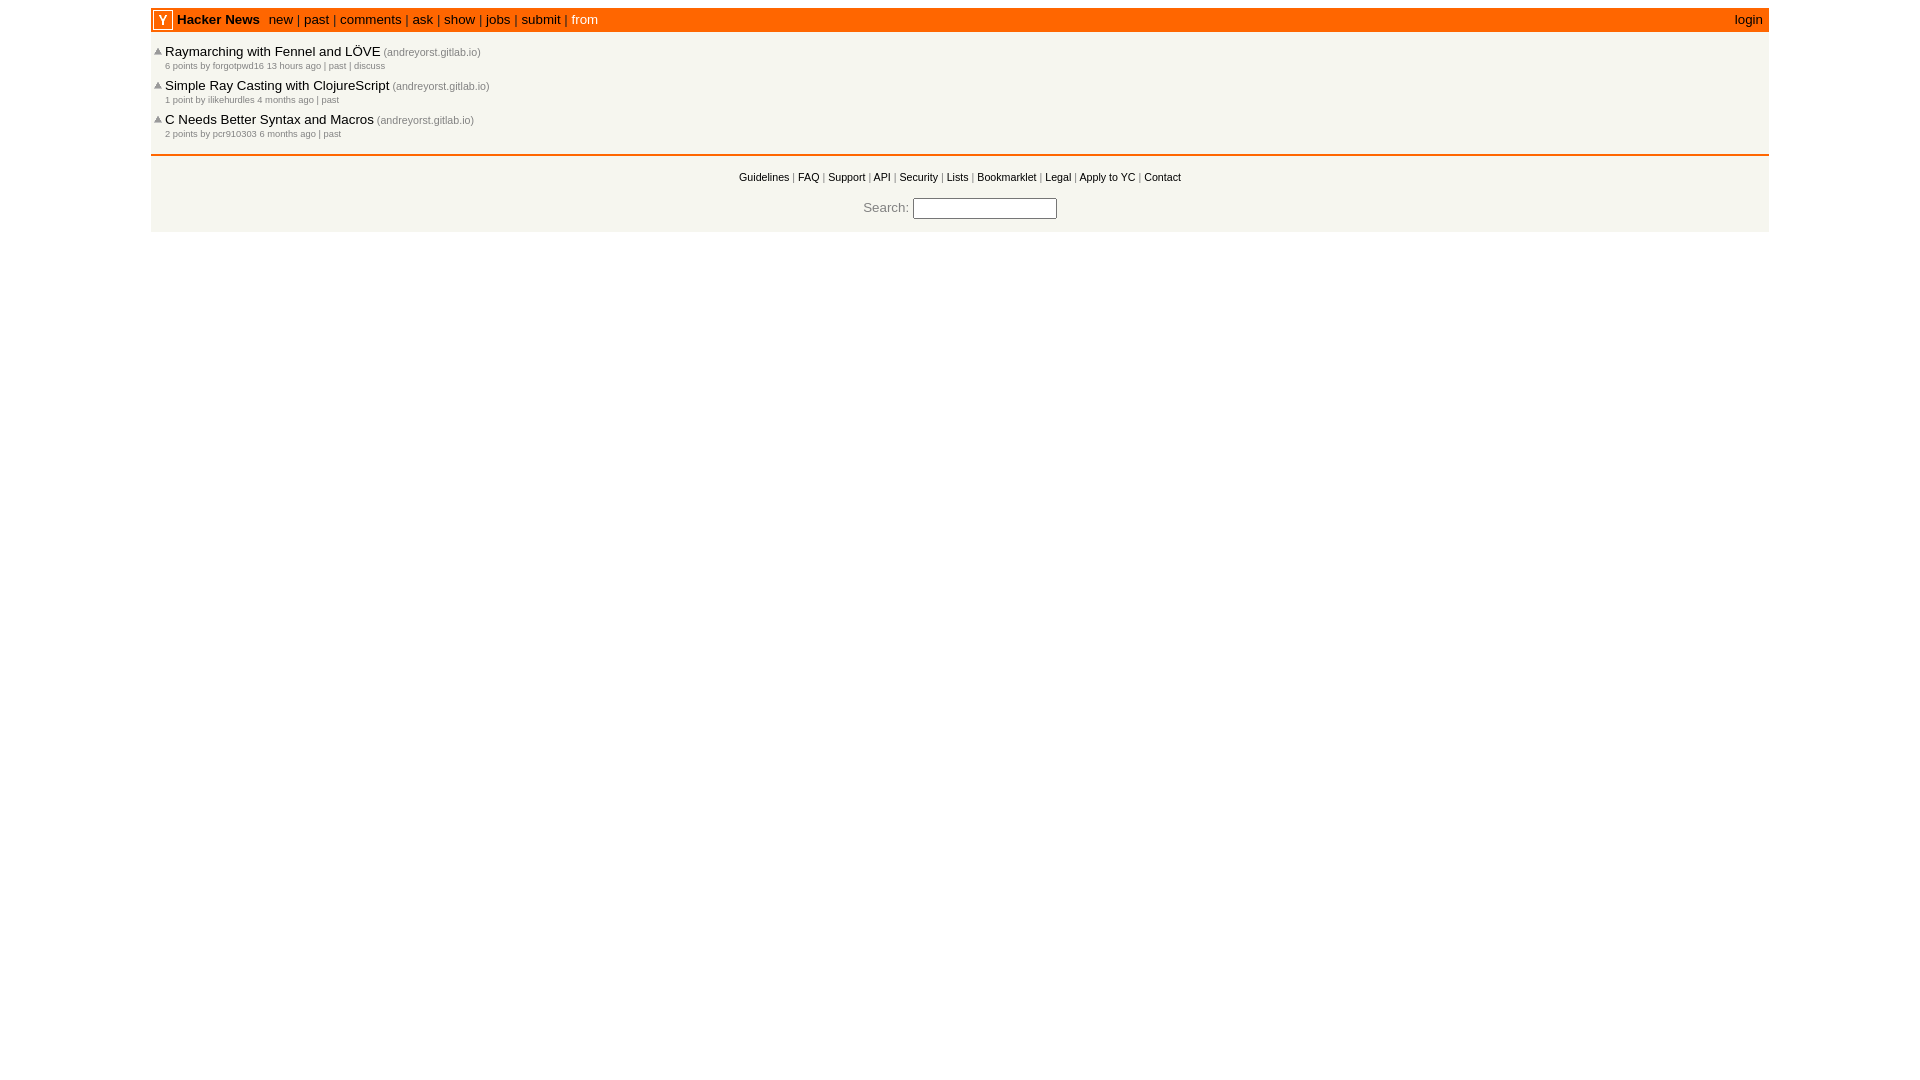 Y Hacker News new | past | comments | ask | show | jobs | submit | from login
Raymarching with Fennel and LÖVE (andreyorst.gitlab.io)
6 points by forgotpwd16 13 hours ago | past | discuss
Simple Ray Casting with ClojureScript (andreyorst.gitlab.io)
1 point by ilikehurdles 4 months ago | past
C Needs Better Syntax and Macros (andreyorst.gitlab.io)
2 points by pcr910303 6 months ago | past
Guidelines | FAQ | Support | API | Security | Lists | Bookmarklet | Legal | Apply to YC | Contact
Search: